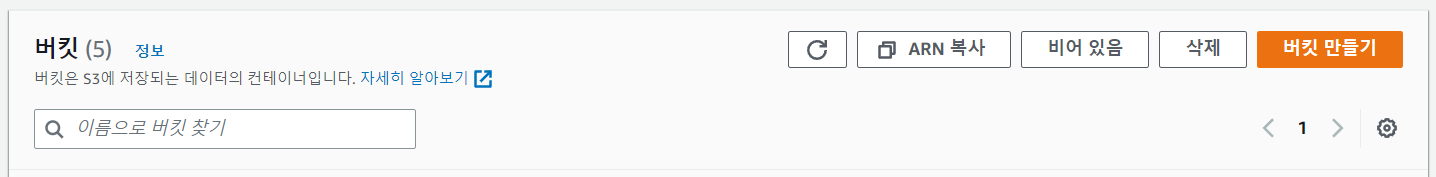 버킷 (5) 정보
ARN 복사
비어 있음
삭제
버킷 만들기
버킷은 S3에 저장되는 데이터의 컨테이너입니다. 자세히 알아보기
이름으로 버킷 찾기
1